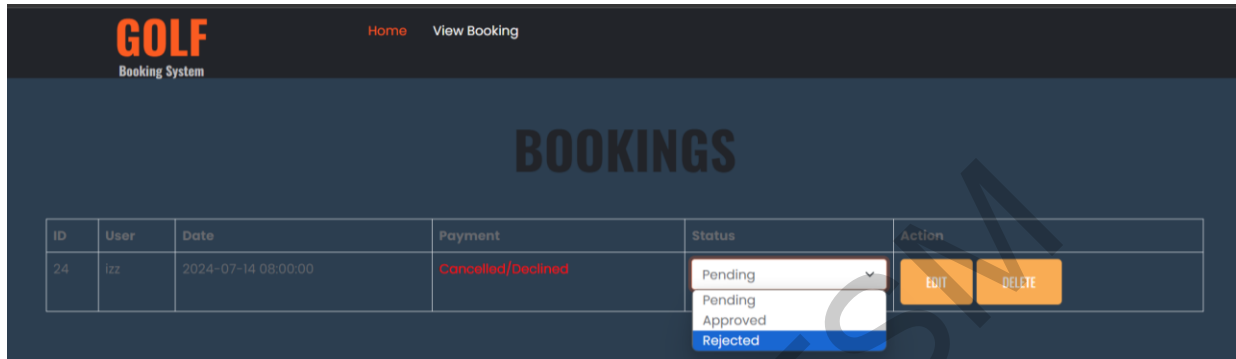 GOLF
Booking System
Home View Booking
BOOKINGS
ID User Date Payment Status Action
24 izz 2024-07-14 08:00:00 Cancelled/Declined Pending EDIT DELETE
Pending
Approved
Rejected